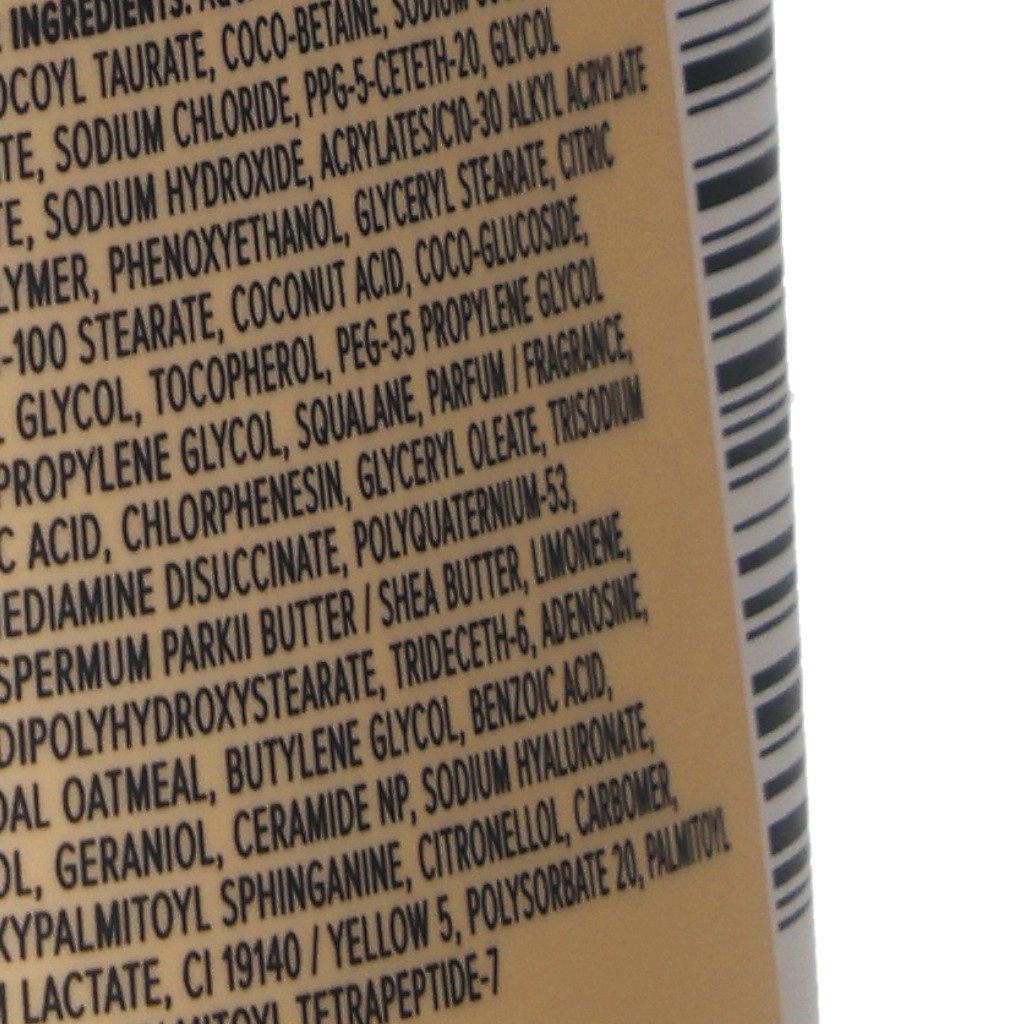 INGREDIENTS:
TAURATE, COCO-BETAINE, SODIUM
SODIUM CHLORIDE, PPG-5-CETETH-20, GLYCOL
SODIUM HYDROXIDE, ACRYLATES/C10-30 ALKYL ACRYLATE
PHENOXYETHANOL, GLYCERYL STEARATE, CITRIC
-100 STEARATE, COCONUT ACID, COCO-GLUCOSIDE,
GLYCOL, TOCOPHEROL, PEG-55 PROPYLENE GLYCOL
PROPYLENE GLYCOL, SQUALANE, PARFUM / FRAGRANCE,
C ACID, CHLORPHENESIN, GLYCERYL OLEATE, TRISODIUM
EDIAMINE DISUCCINATE, POLYQUATERNIUM-53,
SPERMUM PARKII BUTTER / SHEA BUTTER, LIMONENE,
DIPOLYHYDROXYSTEARATE, TRIDECETH-6, ADENOSINE,
DAL OATMEAL, BUTYLENE GLYCOL, BENZOIC ACID,
OL, GERANIOL, CERAMIDE NP, SODIUM HYALURONATE,
XYPALMITOYL SPHINGANINE, CITRONELLOL, CARBOMER,
LACTATE, CI 19140 / YELLOW 5, POLYSORBATE 20, PALMITOYL
TETRAPEPTIDE-7